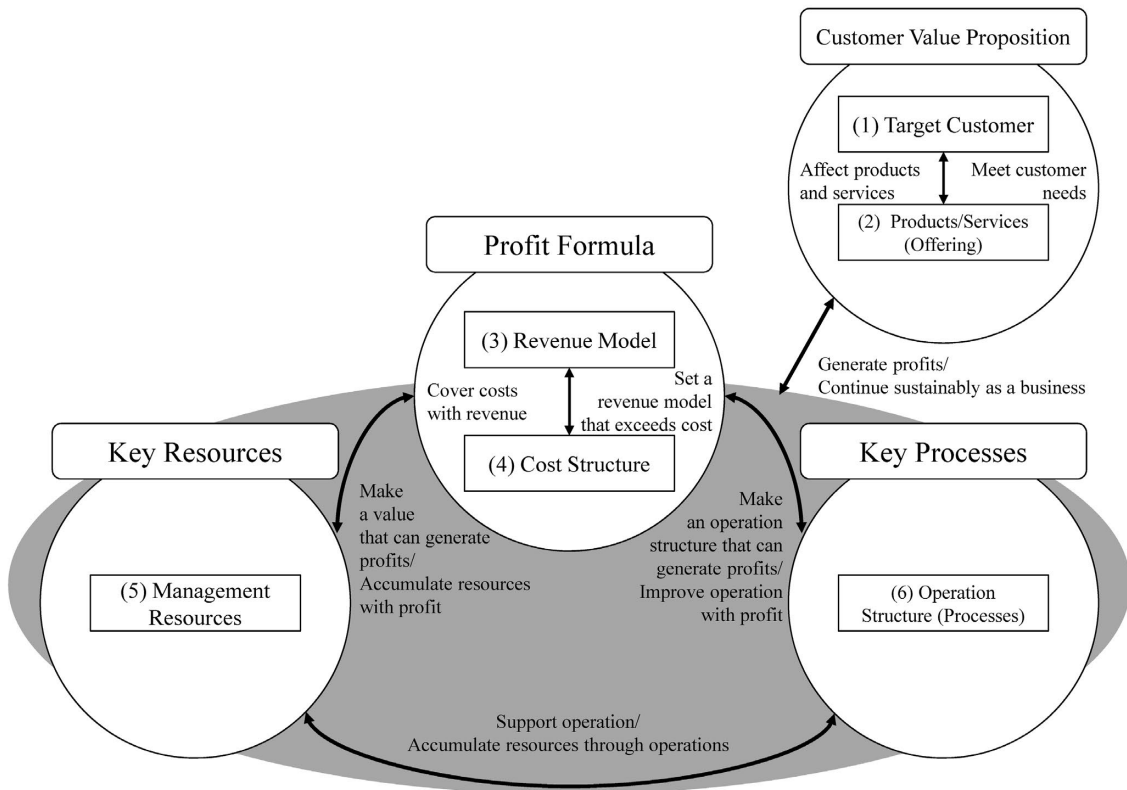 Customer Value Proposition
(1) Target Customer
Affect products
and services
Meet customer
needs
(2) Products/Services
(Offering)
Generate profits/
Continue sustainably as a business
Profit Formula
(3) Revenue Model
Cover costs
with revenue
Set a
revenue model
that exceeds cost
(4) Cost Structure
Key Resources
(5) Management
Resources
Make
a value
that can generate
profits/
Accumulate resources
with profit
Key Processes
(6) Operation
Structure (Processes)
Make
an operation
structure that can
generate profits/
Improve operation
with profit
Support operation/
Accumulate resources through operations